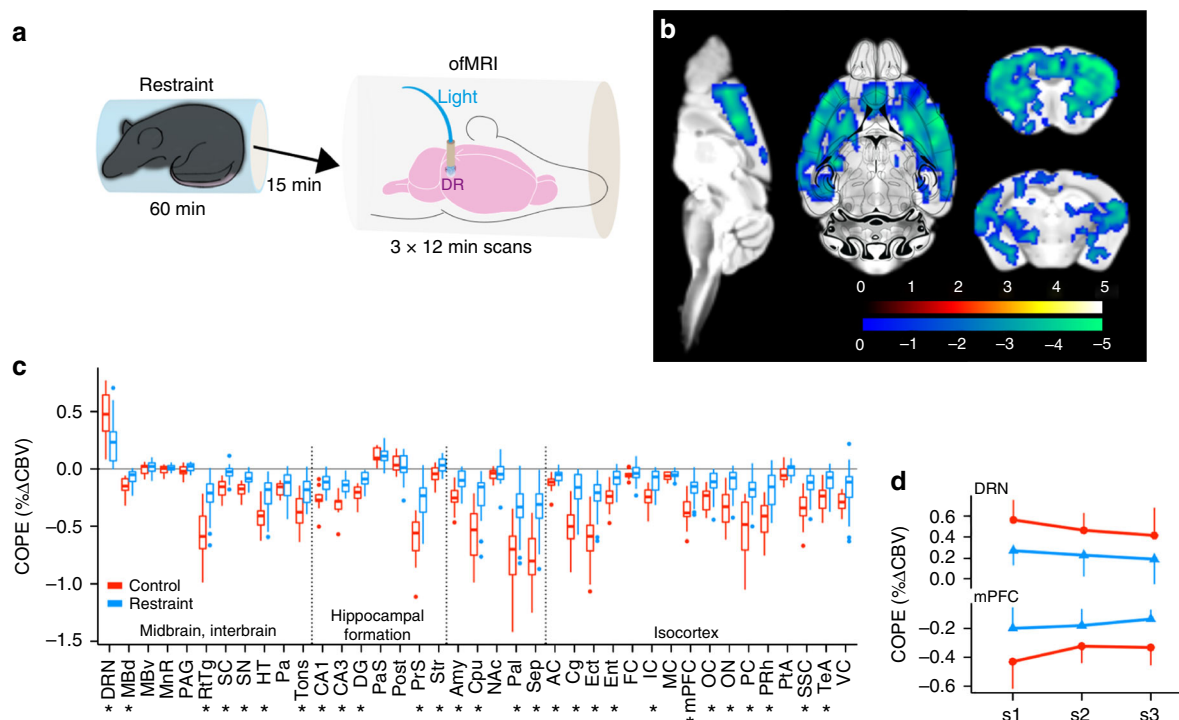 a
Restraint
15 min
60 min
ofMRI
Light
DR
3 × 12 min scans
b
0 1 2 3 4 5
0 −1 −2 −3 −4 −5
c
COPE (%ΔCBV)
0.5
0.0
−0.5
−1.0
−1.5
Control
Restraint
Midbrain, interbrain
Hippocampal
formation
Isocortex
DRN MBd MBv MnR PAG RtTg SC SN HT Pa Tons CA1 CA3 DG PaS Post PrS Str Amy Cpu NAc Pal Sep AC Cg Ect Ent FC IC MC mPFC OC ON PC PRh PtA SSC TeA VC
* * * * * * * * * * * * * * * * * * * * * * * * * * * *
d
DRN
0.6
0.4
0.2
0.0
mPFC
−0.2
−0.4
−0.6
COPE (%ΔCBV)
s1 s2 s3